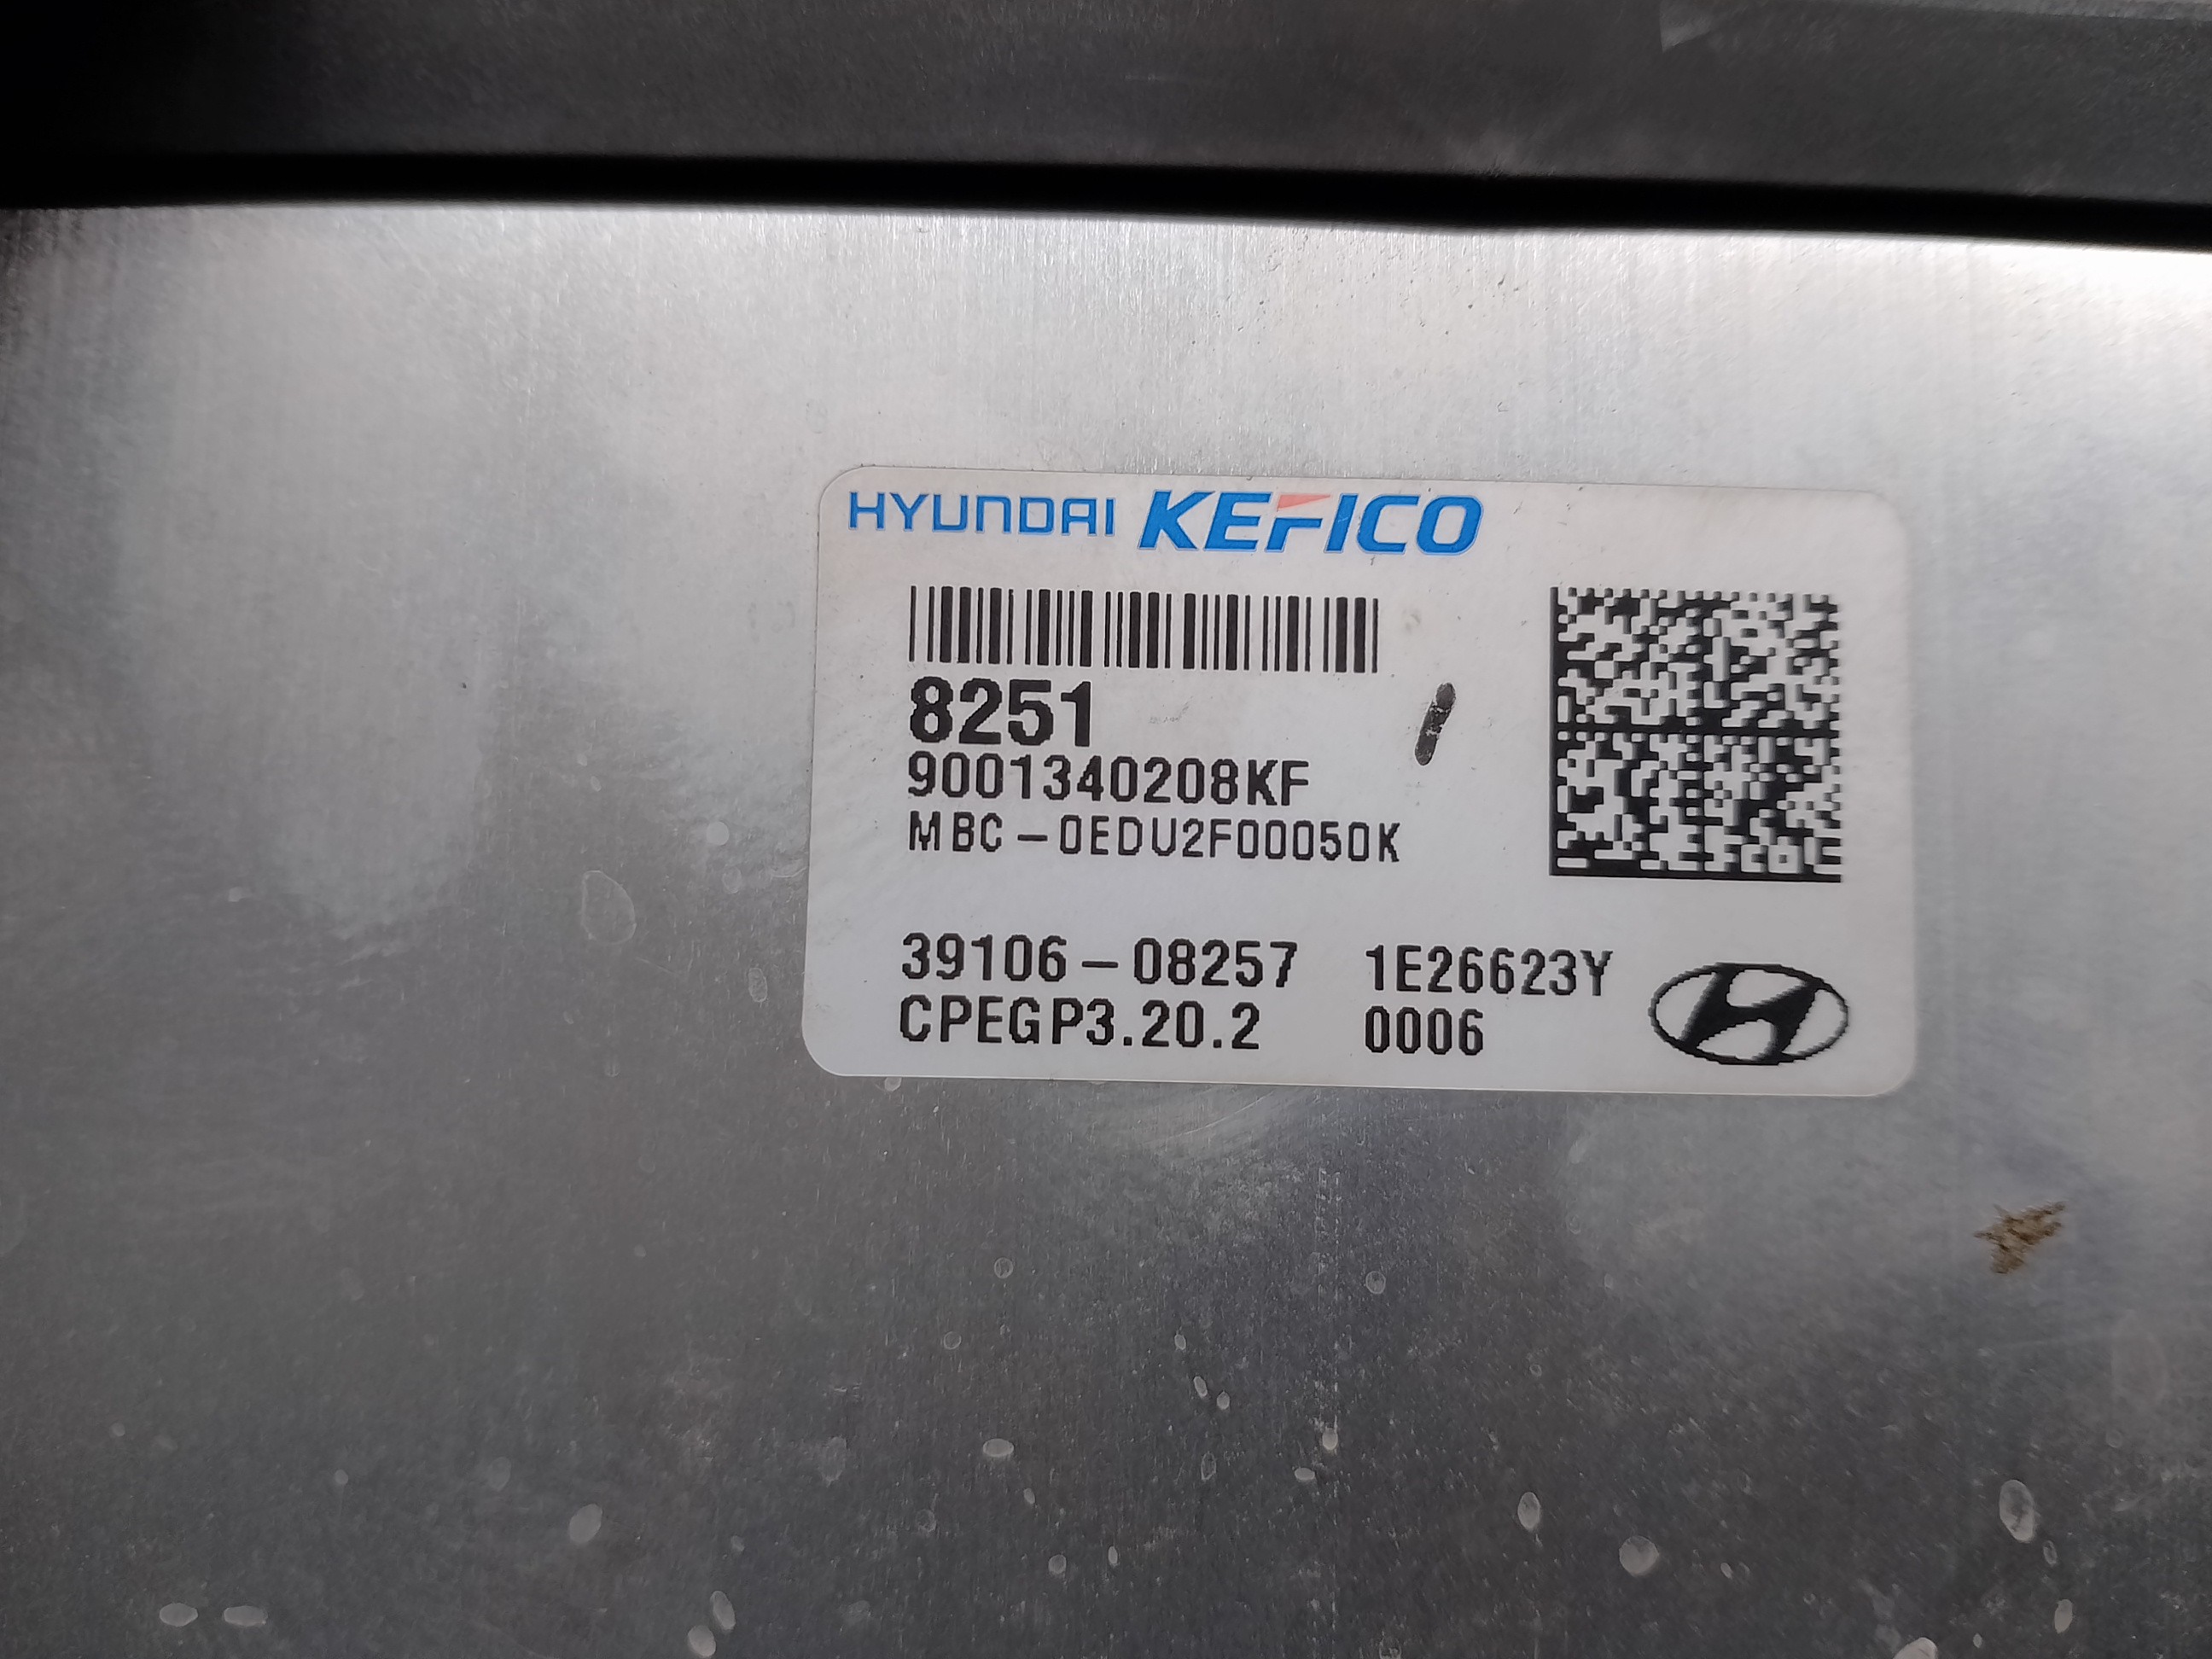 HYUNDAI KEFICO
8251
9001340208KF
MBC-0EDU2F00050K
39106-08257 1E26623Y
CPEGP3.20.2 0006